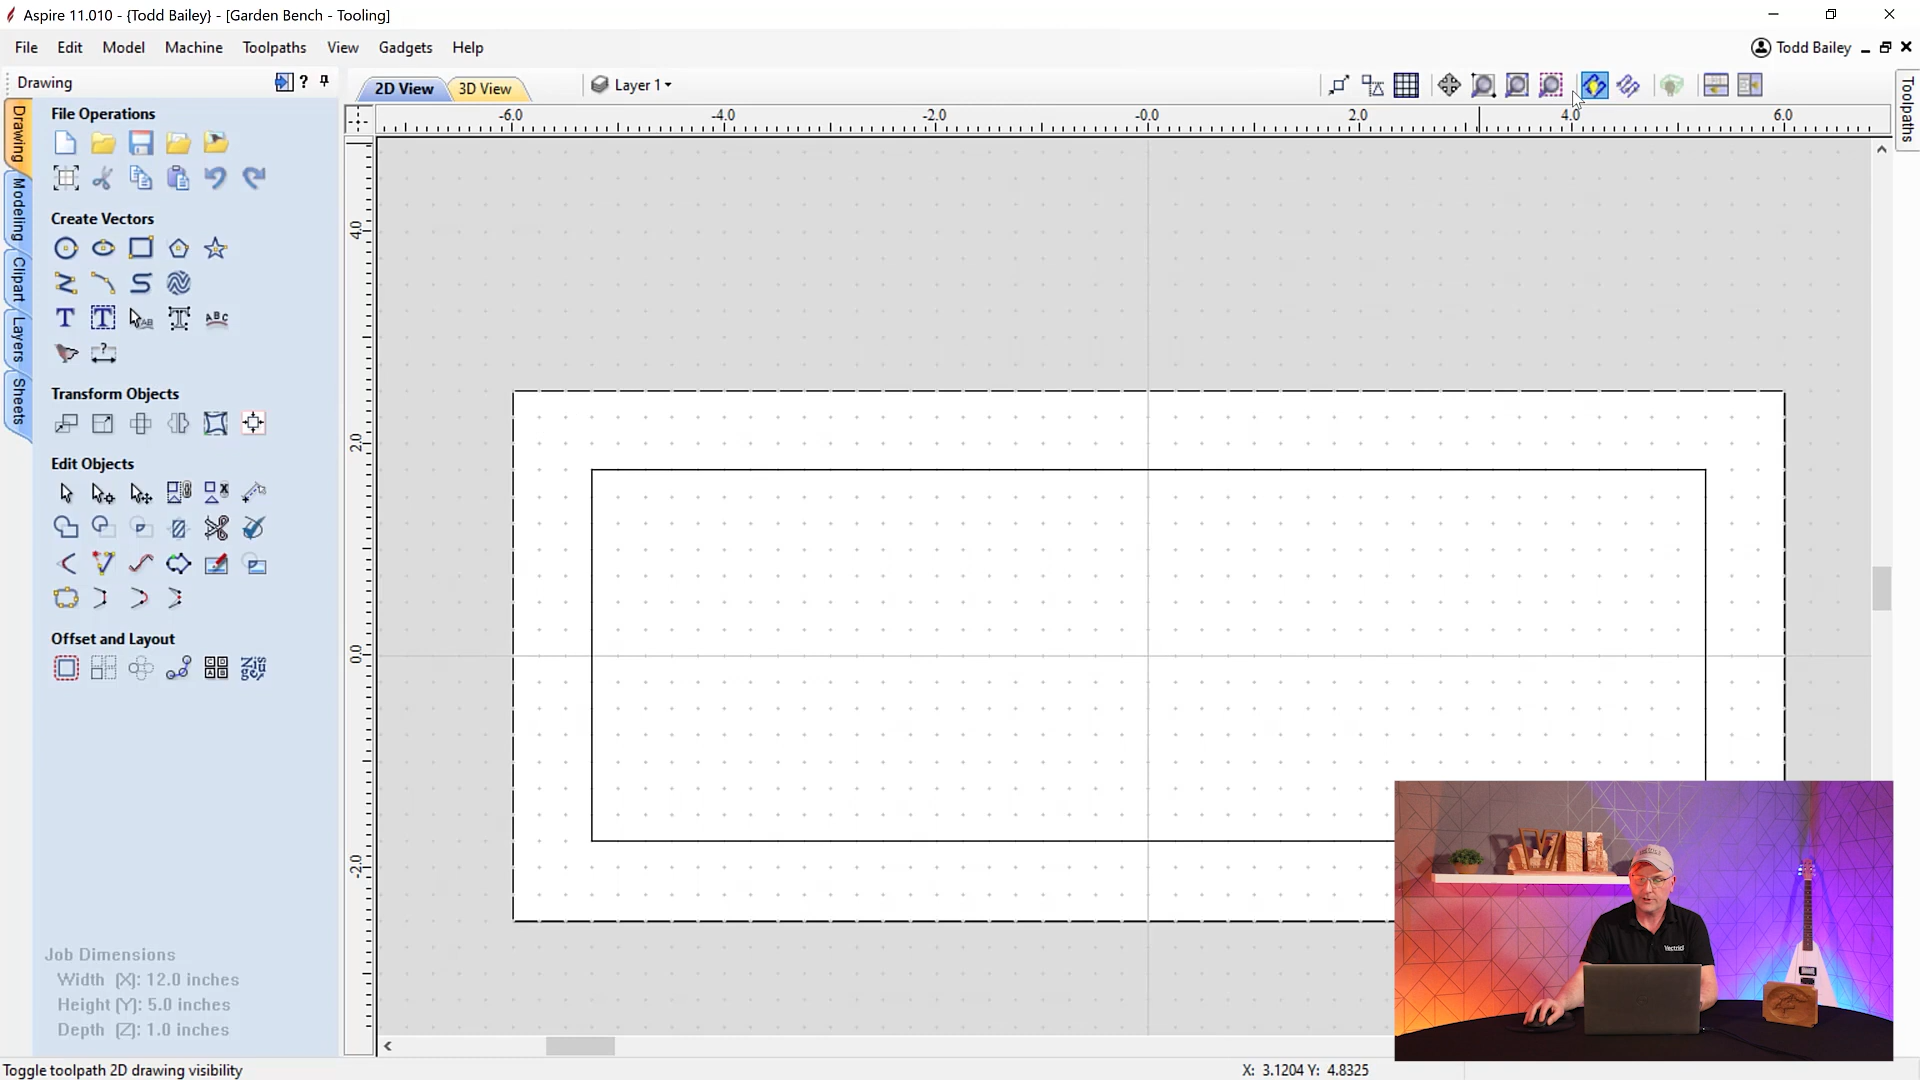 Aspire 11.010 - {Todd Bailey} - [Garden Bench - Tooling]
File Edit Model Machine Toolpaths View Gadgets Help
Todd Bailey
Drawing
2D View
3D View
Layer 1
Toolpaths
Drawing
Modeling
Clipart
Layers
Sheets
File Operations
Create Vectors
Transform Objects
Edit Objects
Offset and Layout
Job Dimensions
Width (X): 12.0 inches
Height (Y): 5.0 inches
Depth (Z): 1.0 inches
-6.0 -4.0 -2.0 -0.0 2.0 4.0 6.0
4.0
2.0
0.0
-2.0
Vectric
Toggle toolpath 2D drawing visibility
X: 3.1204 Y: 4.8325